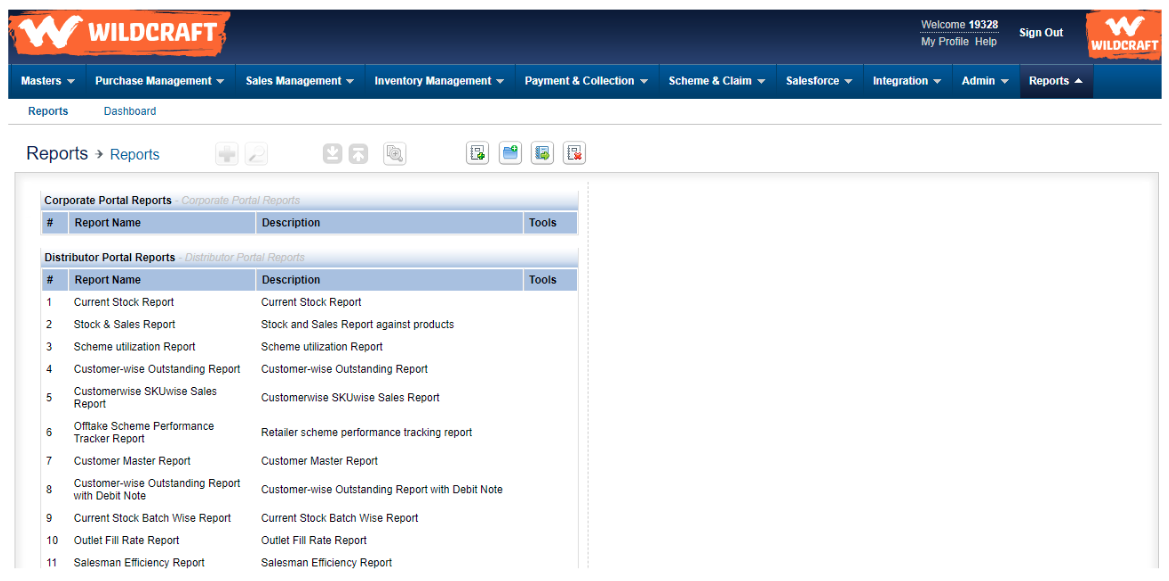 WILDCRAFT
Welcome 19328
My Profile Help
Sign Out
WILDCRAFT
Masters Purchase Management Sales Management Inventory Management Payment & Collection Scheme & Claim Salesforce Integration Admin Reports
Reports Dashboard
Reports → Reports
Corporate Portal Reports - Corporate Portal Reports
# Report Name Description Tools
Distributor Portal Reports - Distributor Portal Reports
# Report Name Description Tools
1 Current Stock Report Current Stock Report
2 Stock & Sales Report Stock and Sales Report against products
3 Scheme utilization Report Scheme utilization Report
4 Customer-wise Outstanding Report Customer-wise Outstanding Report
5 Customerwise SKUwise Sales
Report Customerwise SKUwise Sales Report
6 Offtake Scheme Performance
Tracker Report Retailer scheme performance tracking report
7 Customer Master Report Customer Master Report
8 Customer-wise Outstanding Report
with Debit Note Customer-wise Outstanding Report with Debit Note
9 Current Stock Batch Wise Report Current Stock Batch Wise Report
10 Outlet Fill Rate Report Outlet Fill Rate Report
11 Salesman Efficiency Report Salesman Efficiency Report